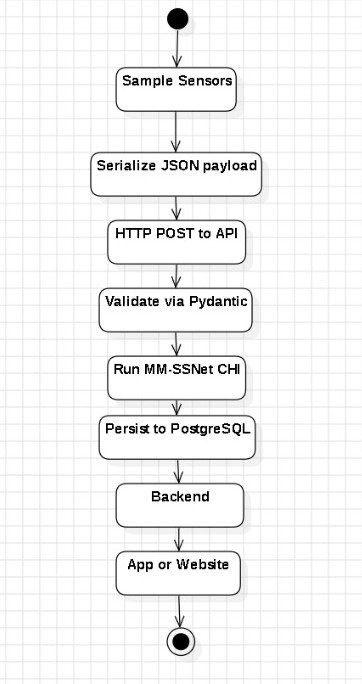 Sample Sensors
Serialize JSON payload
HTTP POST to API
Validate via Pydantic
Run MM-SSNet CHI
Persist to PostgreSQL
Backend
App or Website